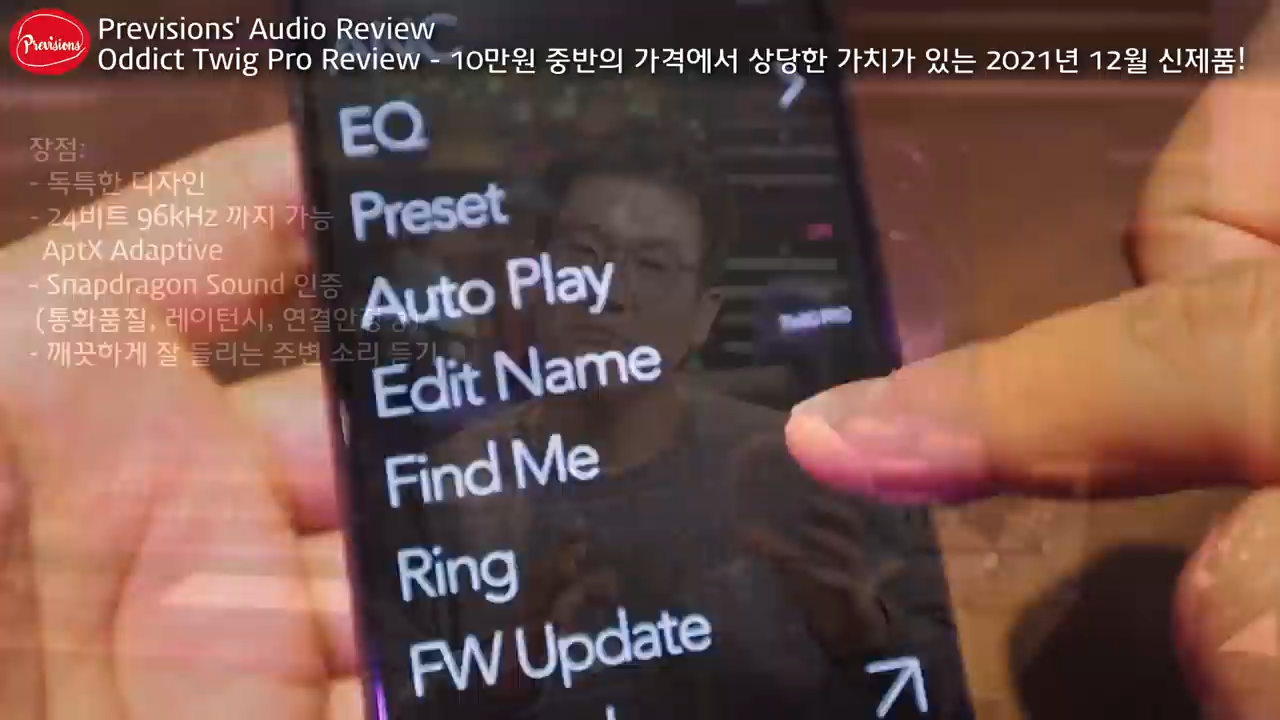 Previsions
Previsions' Audio Review
Oddict Twig Pro Review - 10만원 중반의 가격에서 상당한 가치가 있는 2021년 12월 신제품!
EQ
장점:
- 독특한 디자인
- 24비트 96kHz 까지 가능
AptX Adaptive
- Snapdragon Sound 인증
(통화품질, 레이턴시, 연결안정성)
- 깨끗하게 잘 들리는 주변 소리 듣기
Preset
Auto Play
TWIG PRO
Edit Name
Find Me
Ring
FW Update